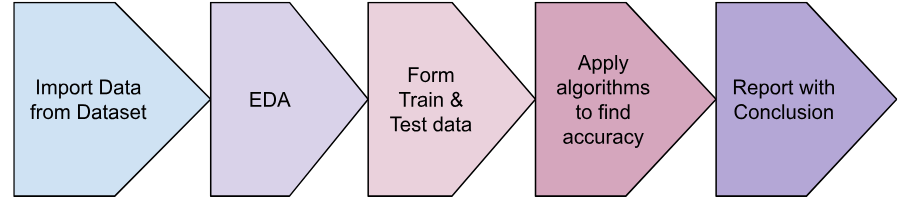 Import Data
from Dataset
EDA
Form
Train &
Test data
Apply
algorithms
to find
accuracy
Report with
Conclusion